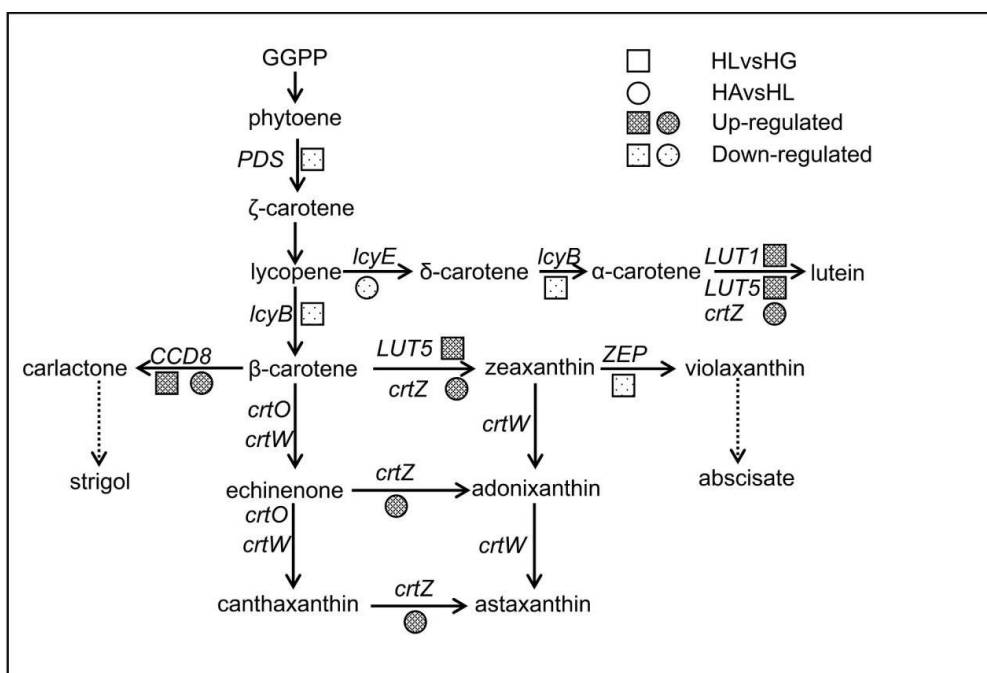 GGPP
HLvsHG
HAvsHL
phytoene
Up-regulated
PDS
Down-regulated
ζ-carotene
lycopene
lcyE
δ-carotene
lcyB
α-carotene
LUT1
lutein
LUT5
crtZ
lcyB
carlactone
CCD8
β-carotene
LUT5
crtZ
zeaxanthin
ZEP
violaxanthin
crtO
crtW
crtW
strigol
abscisate
echinenone
crtZ
adonixanthin
crtO
crtW
crtW
canthaxanthin
crtZ
astaxanthin